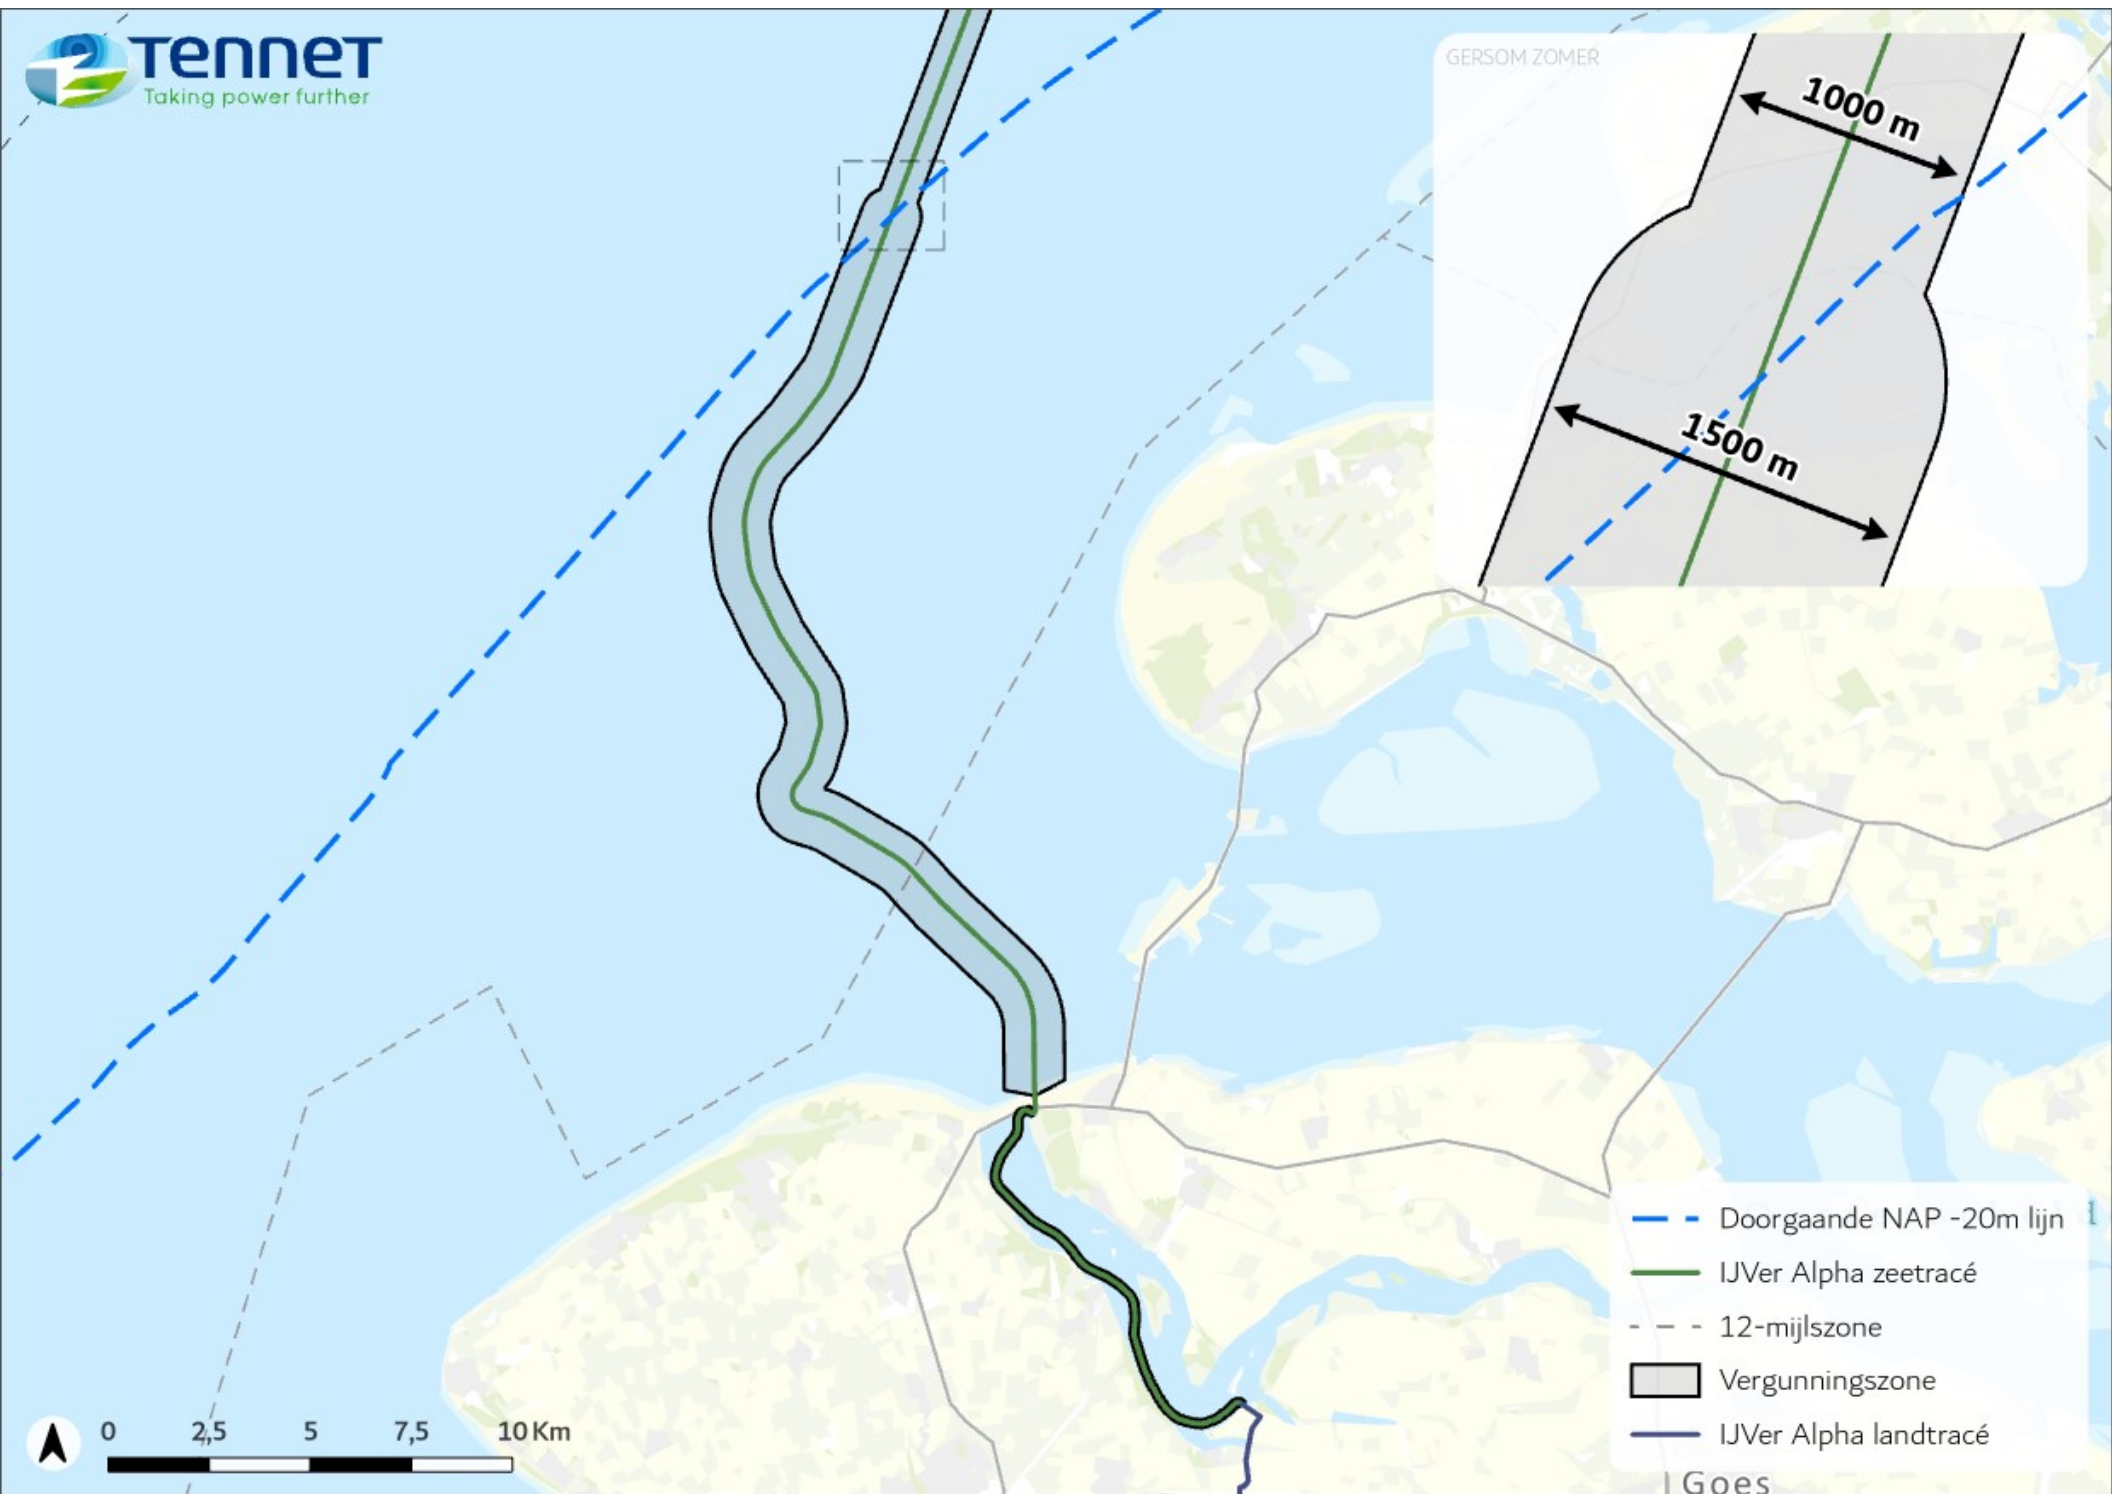 TenneT
Taking power further
GERSOM ZOMER
1000 m
1500 m
Doorgaande NAP -20m lijn
IJVer Alpha zeetracé
12-mijlszone
Vergunningszone
IJVer Alpha landtracé
0 2,5 5 7,5 10 Km
Goes